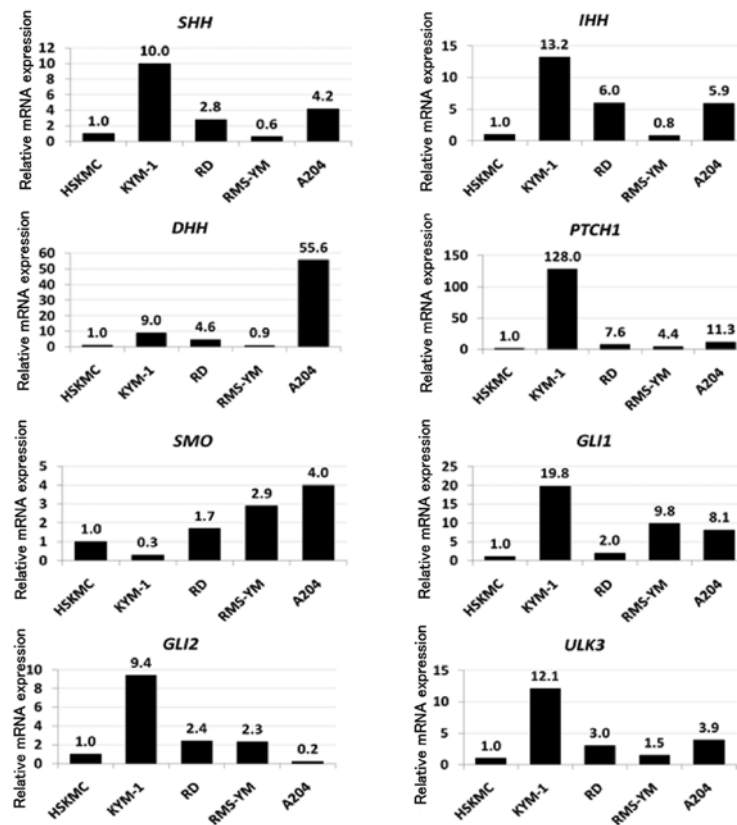 SHH
Relative mRNA expression
12
10
8
6
4
2
0
1.0
10.0
2.8
0.6
4.2
HSKMC
KYM-1
RD
RMS-YM
A204
IHH
Relative mRNA expression
15
10
5
0
1.0
13.2
6.0
0.8
5.9
HSKMC
KYM-1
RD
RMS-YM
A204
DHH
Relative mRNA expression
60
50
40
30
20
10
0
1.0
9.0
4.6
0.9
55.6
HSKMC
KYM-1
RD
RMS-YM
A204
PTCH1
Relative mRNA expression
150
100
50
0
1.0
128.0
7.6
4.4
11.3
HSKMC
KYM-1
RD
RMS-YM
A204
SMO
Relative mRNA expression
5
4
3
2
1
0
1.0
0.3
1.7
2.9
4.0
HSKMC
KYM-1
RD
RMS-YM
A204
GLI1
Relative mRNA expression
25
20
15
10
5
0
1.0
19.8
2.0
9.8
8.1
HSKMC
KYM-1
RD
RMS-YM
A204
GLI2
Relative mRNA expression
10
8
6
4
2
0
1.0
9.4
2.4
2.3
0.2
HSKMC
KYM-1
RD
RMS-YM
A204
ULK3
Relative mRNA expression
15
10
5
0
1.0
12.1
3.0
1.5
3.9
HSKMC
KYM-1
RD
RMS-YM
A204